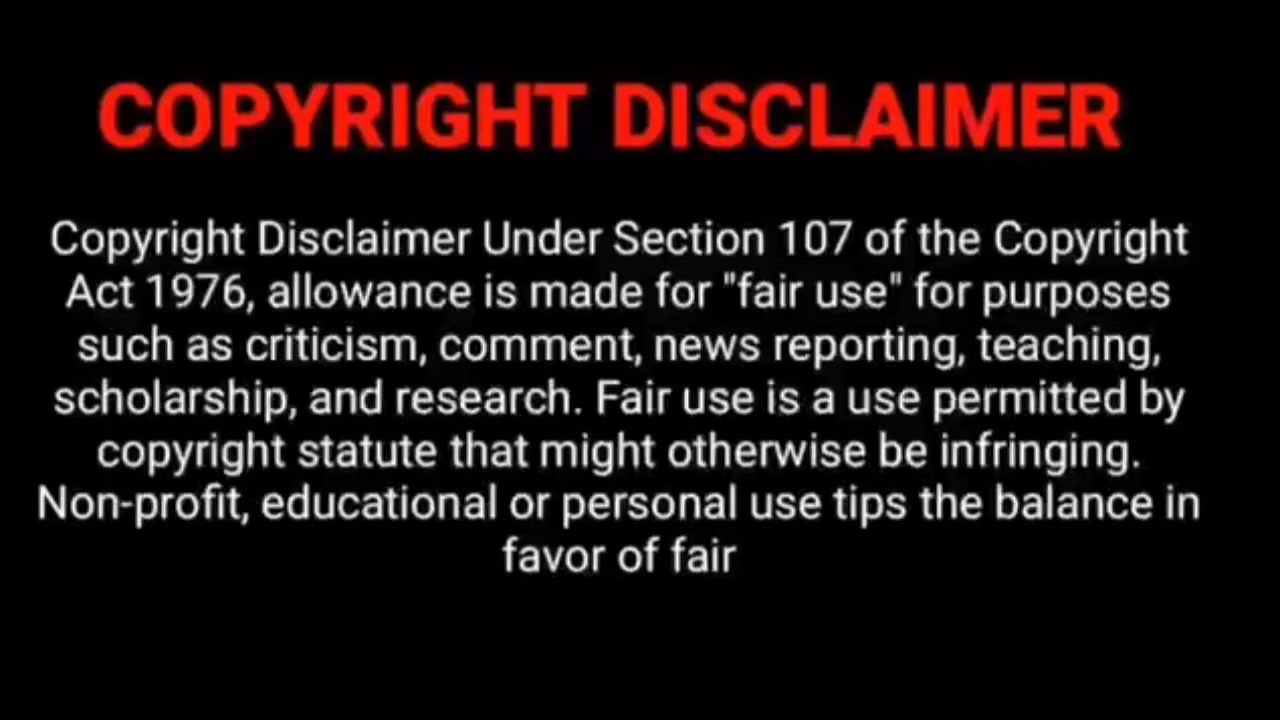 COPYRIGHT DISCLAIMER
Copyright Disclaimer Under Section 107 of the Copyright
Act 1976, allowance is made for "fair use" for purposes
such as criticism, comment, news reporting, teaching,
scholarship, and research. Fair use is a use permitted by
copyright statute that might otherwise be infringing.
Non-profit, educational or personal use tips the balance in
favor of fair